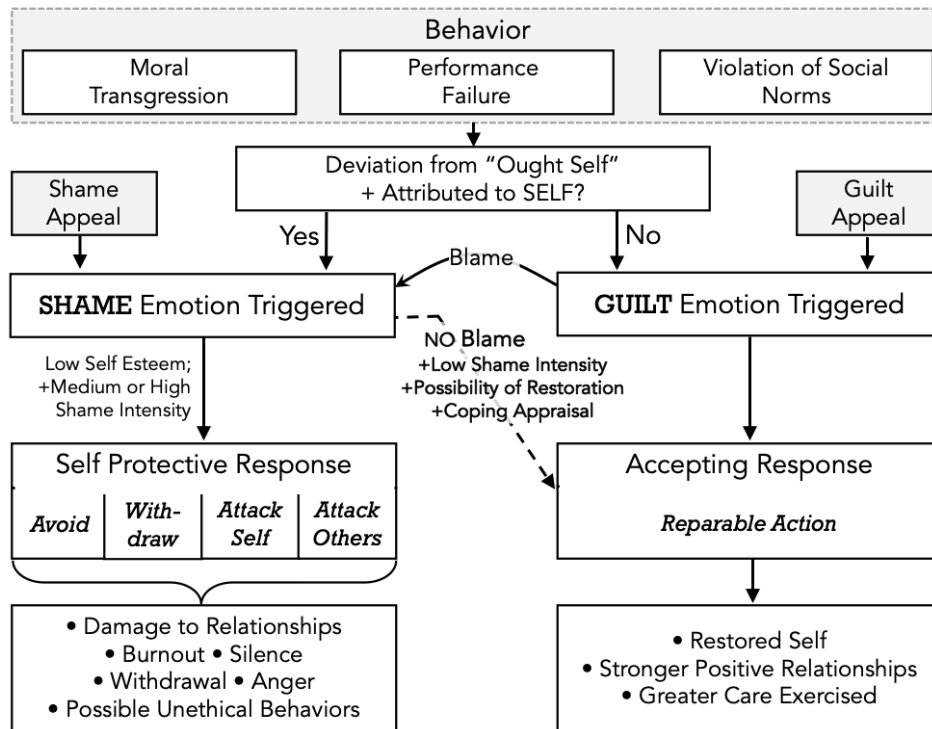 Behavior
Moral
Transgression
Performance
Failure
Violation of Social
Norms
Deviation from “Ought Self”
+ Attributed to SELF?
Shame
Appeal
Guilt
Appeal
Yes
No
Blame
SHAME Emotion Triggered
GUILT Emotion Triggered
Low Self Esteem;
+Medium or High
Shame Intensity
NO Blame
+Low Shame Intensity
+Possibility of Restoration
+Coping Appraisal
Self Protective Response
Avoid
With-
draw
Attack
Self
Attack
Others
Accepting Response
Reparable Action
• Damage to Relationships
• Burnout • Silence
• Withdrawal • Anger
• Possible Unethical Behaviors
• Restored Self
• Stronger Positive Relationships
• Greater Care Exercised